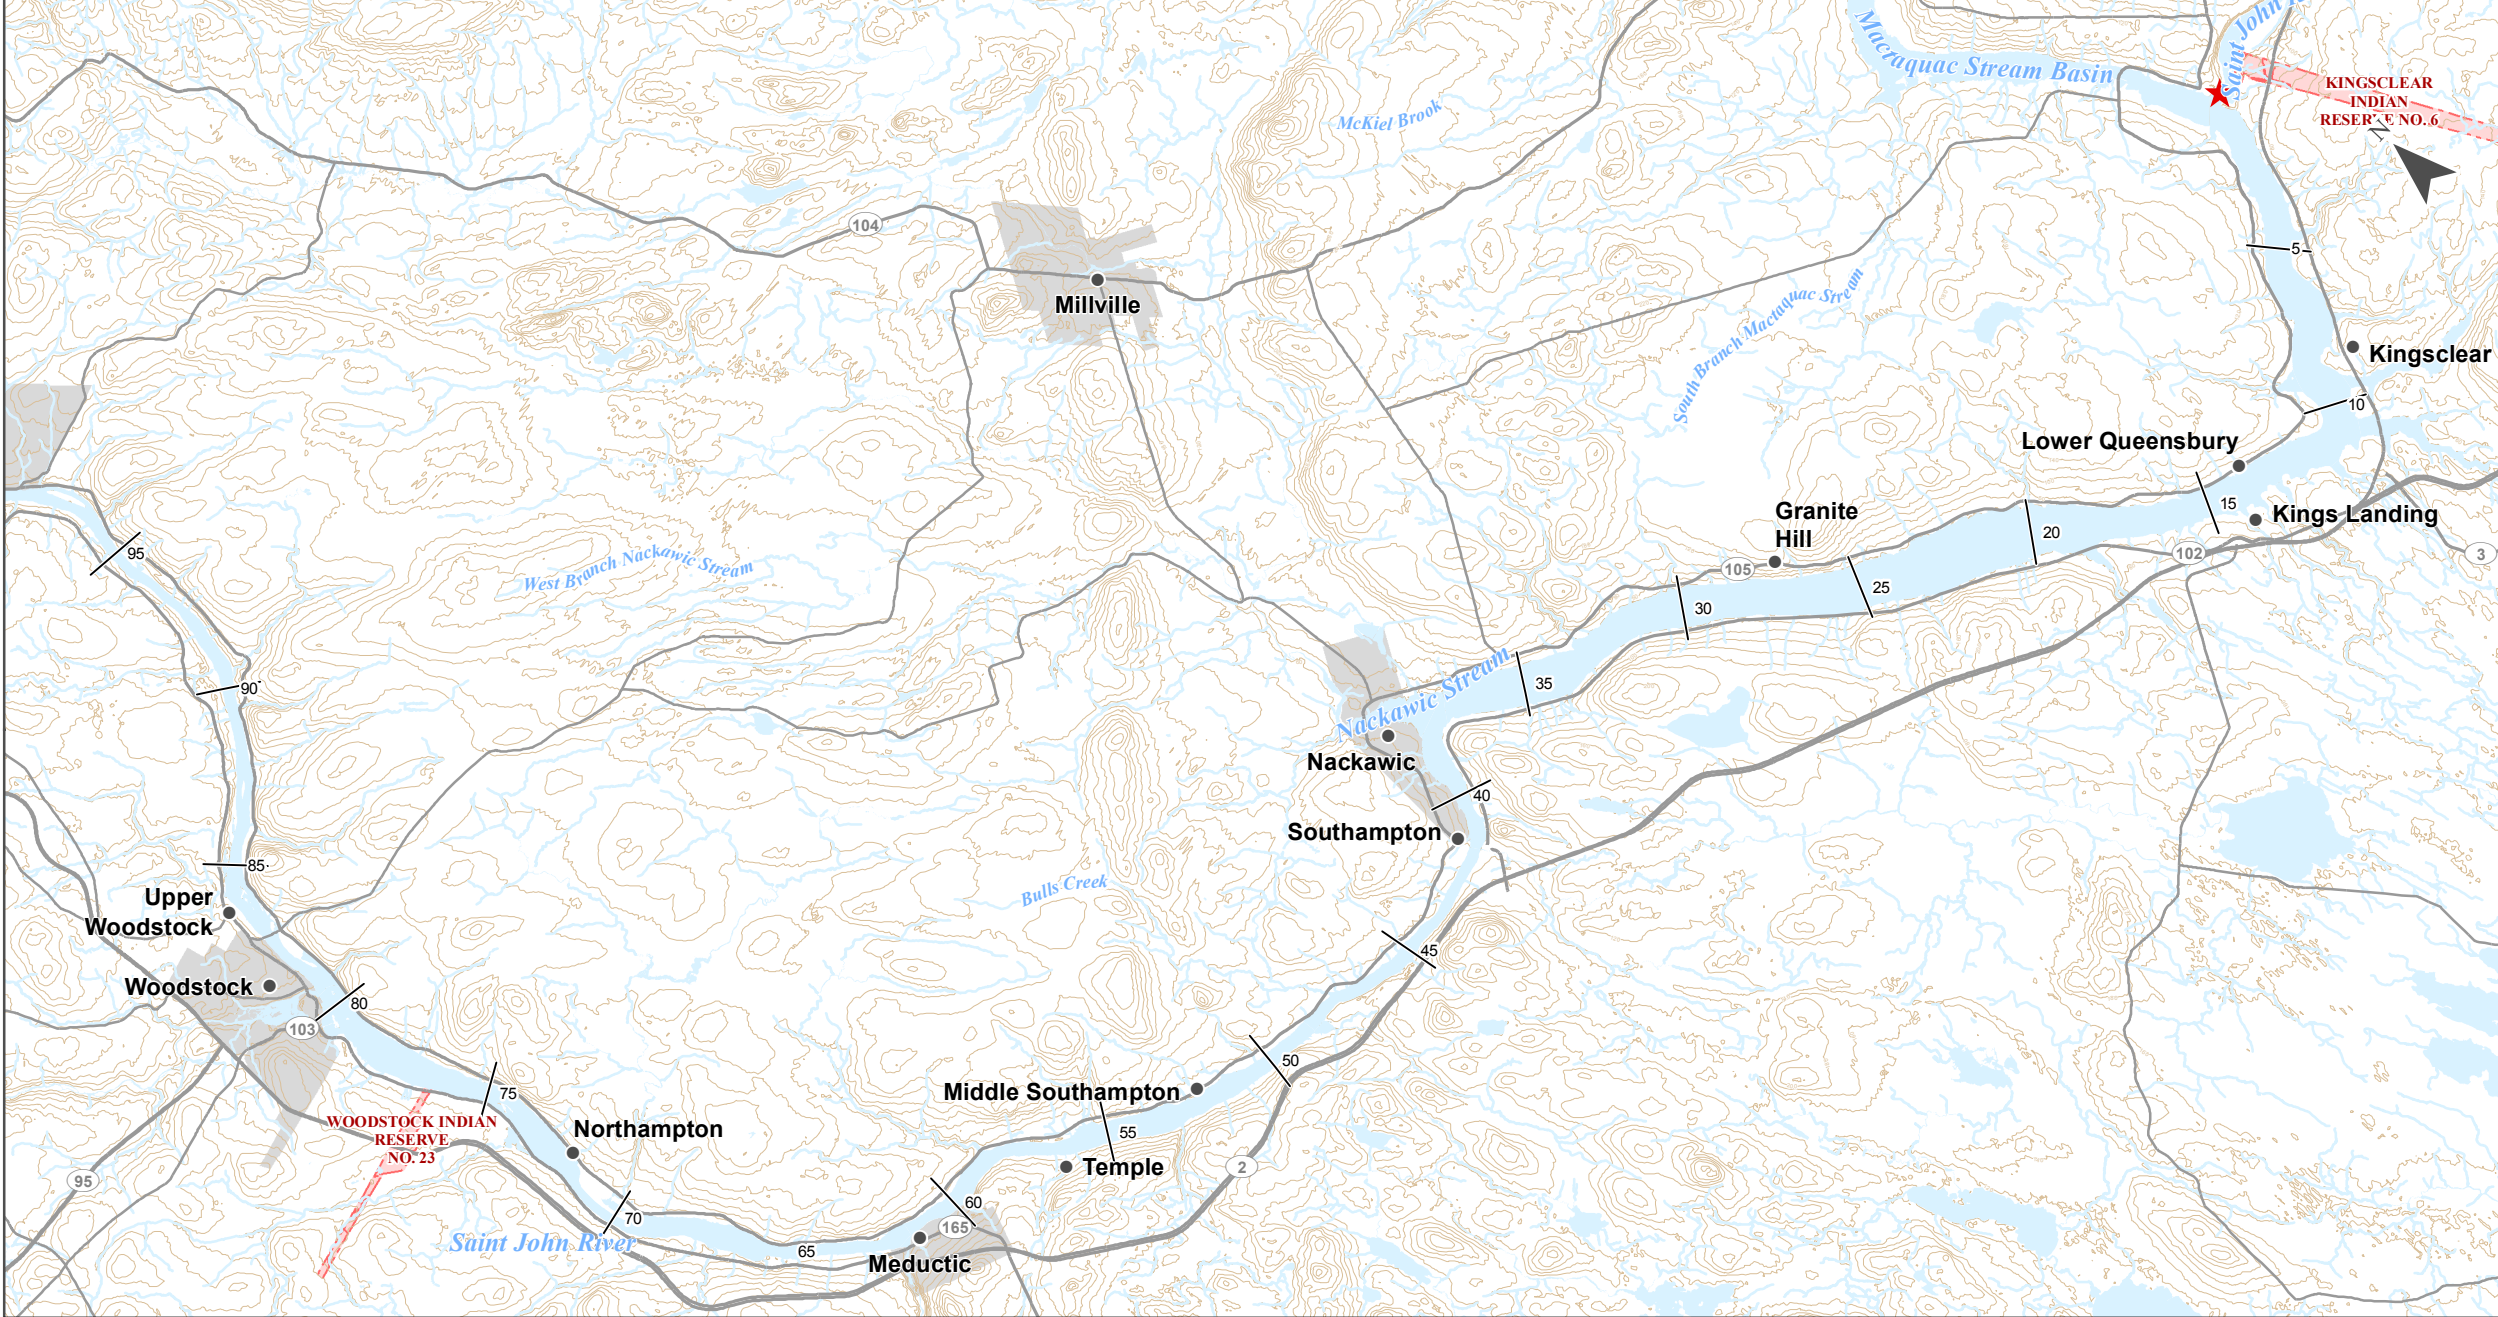 Mactaquac Stream Basin
Saint John
KINGSCLEAR
INDIAN
RESERVE NO. 6
N
McKiel Brook
104
Millville
5
South Branch Mactaquac Stream
Kingsclear
10
Lower Queensbury
15
Kings Landing
Granite
Hill
20
102
3
105
25
30
95
West Branch Nackawic Stream
Nackawic Stream
35
90
Nackawic
40
Southampton
85
Upper
Woodstock
Bulls Creek
45
Woodstock
80
103
50
Middle Southampton
75
WOODSTOCK INDIAN
RESERVE
NO. 23
Northampton
55
Temple
2
95
60
70
165
Saint John River
65
Meductic